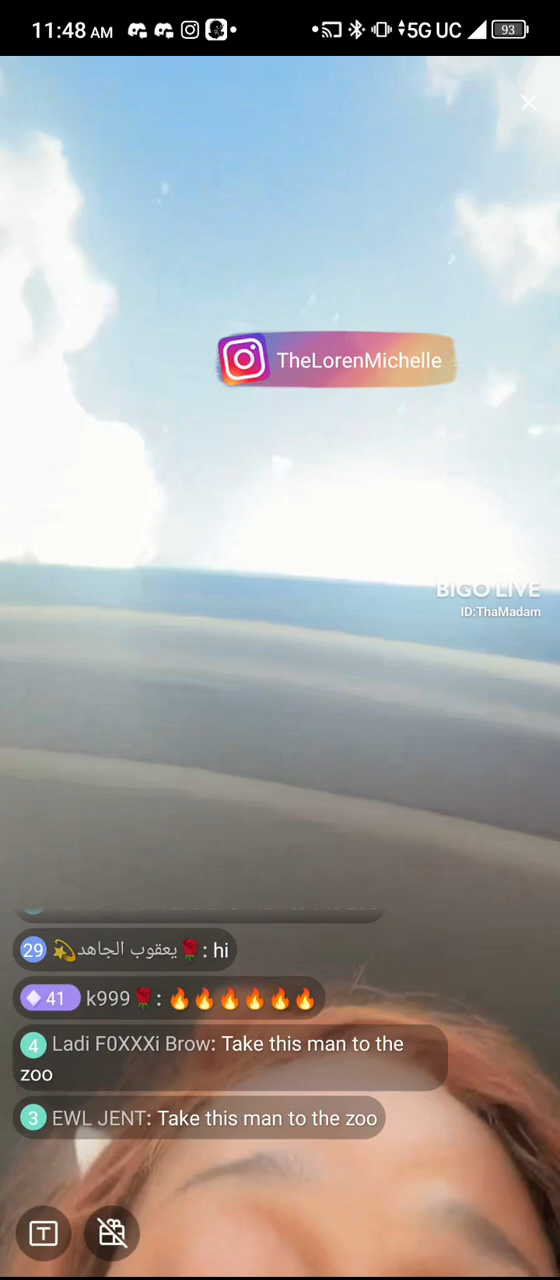 11:48 AM
5G UC
93
TheLorenMichelle
BIGO LIVE
ID:ThaMadam
29 💫يعقوب الجاهد🌹: hi
41 k999🌹: 🔥🔥🔥🔥🔥🔥
4 Ladi F0XXXi Brow: Take this man to the
zoo
3 EWL JENT: Take this man to the zoo
T